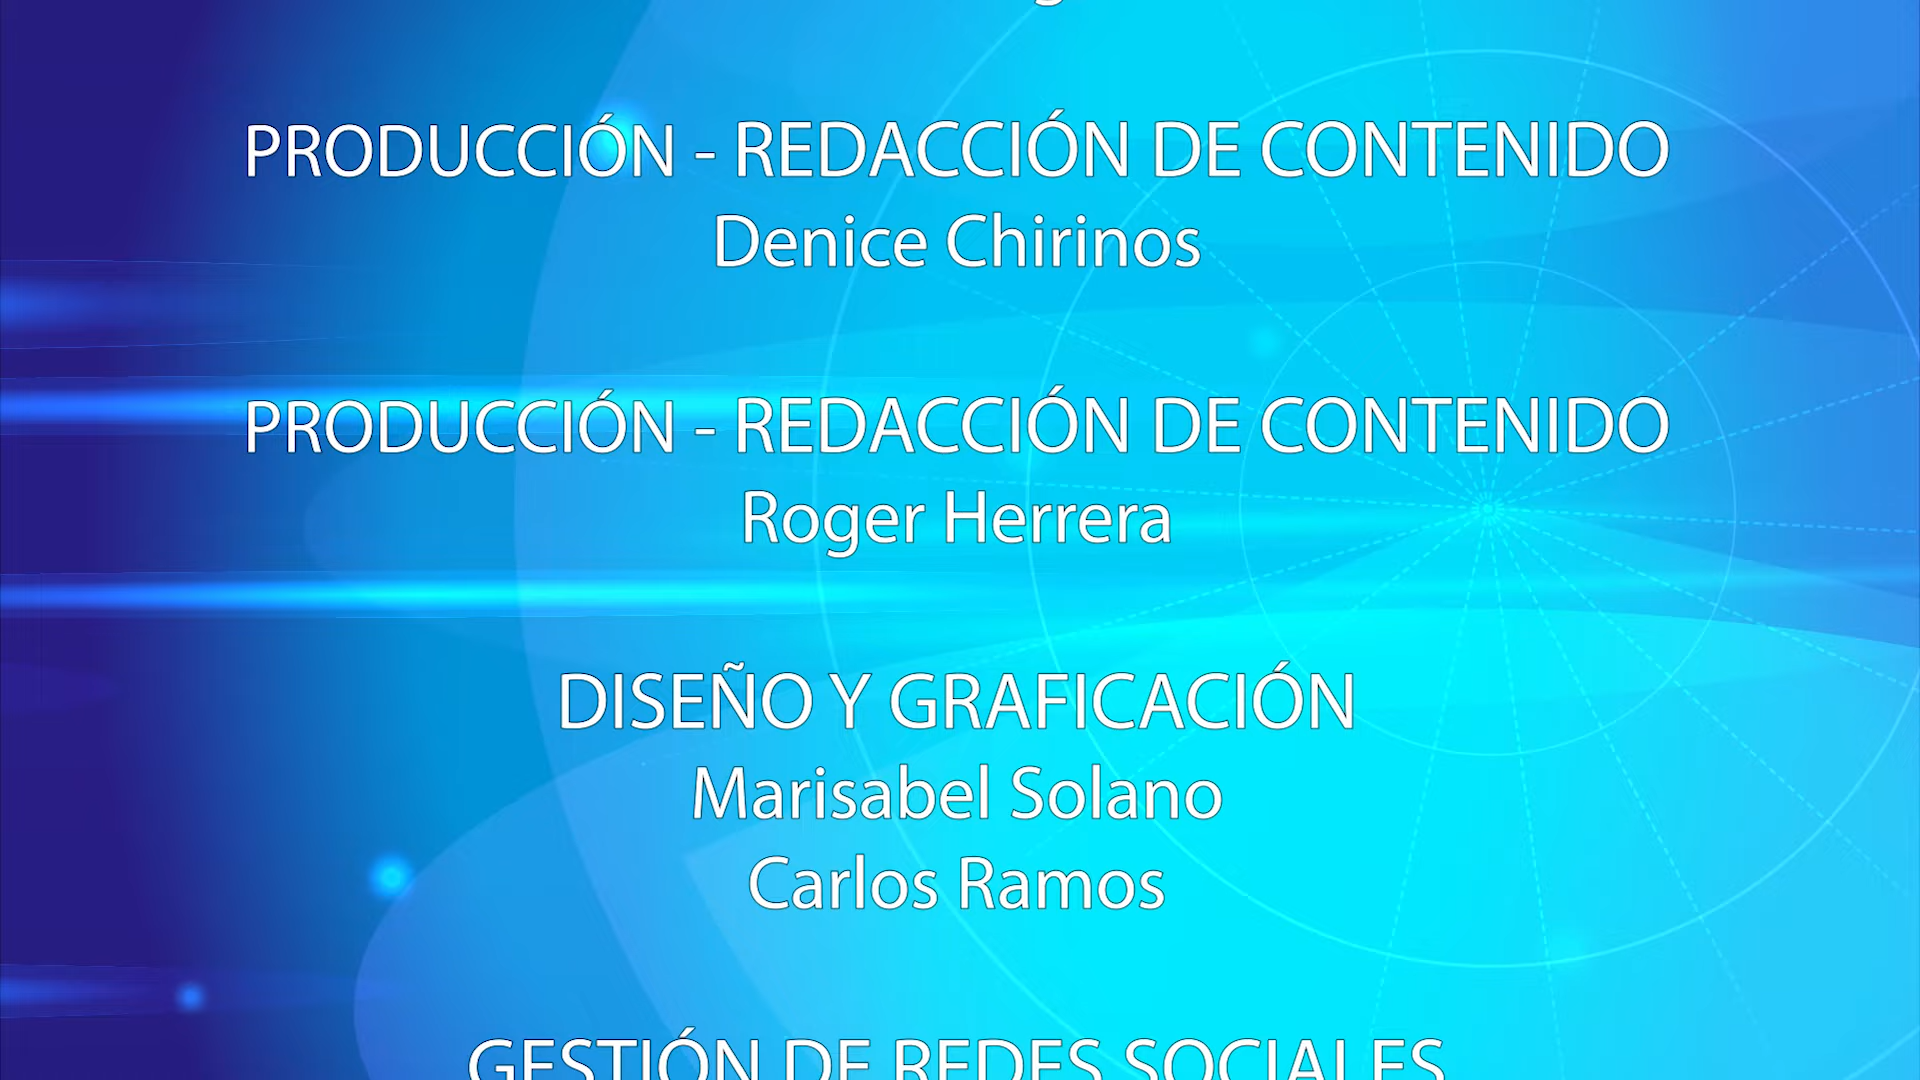 PRODUCCIÓN - REDACCIÓN DE CONTENIDO
Denice Chirinos
PRODUCCIÓN - REDACCIÓN DE CONTENIDO
Roger Herrera
DISEÑO Y GRAFICACIÓN
Marisabel Solano
Carlos Ramos
GESTIÓN DE REDES SOCIALES